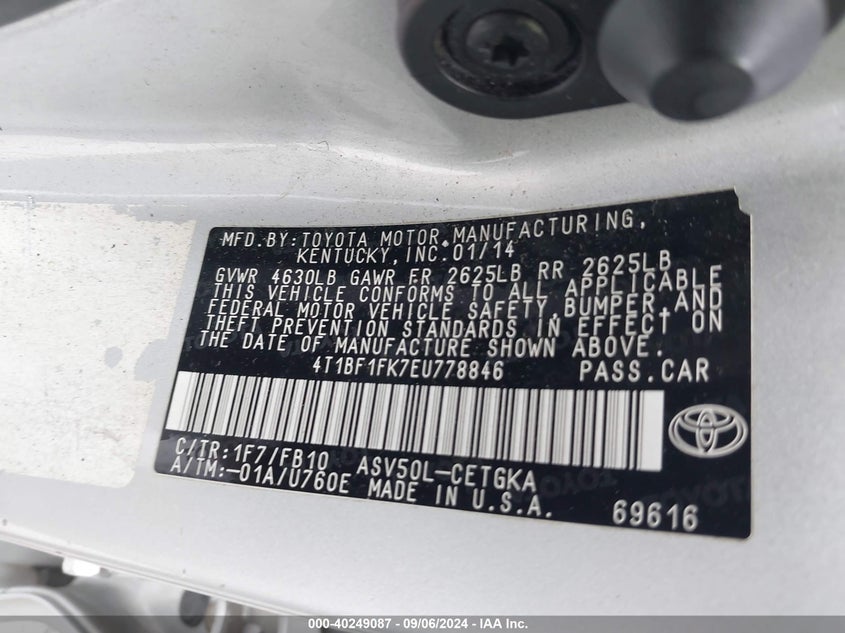 MFD.BY:TOYOTA MOTOR MANUFACTURING,
KENTUCKY,INC.01/14
GVWR 4630LB GAWR FR 2625LB RR 2625LB
THIS VEHICLE CONFORMS TO ALL APPLICABLE
FEDERAL MOTOR VEHICLE SAFETY,BUMPER,AND
THEFT PREVENTION STANDARDS IN EFFECT ON
THE DATE OF MANUFACTURE SHOWN ABOVE.
4T1BF1FK7EU778846 PASS.CAR
C/TR:1F7/FB10 ASV50L-CETGKA
A/TM:-01A/U760E MADE IN U.S.A.
69616
000-40249087 - 09/06/2024 - IAA Inc.